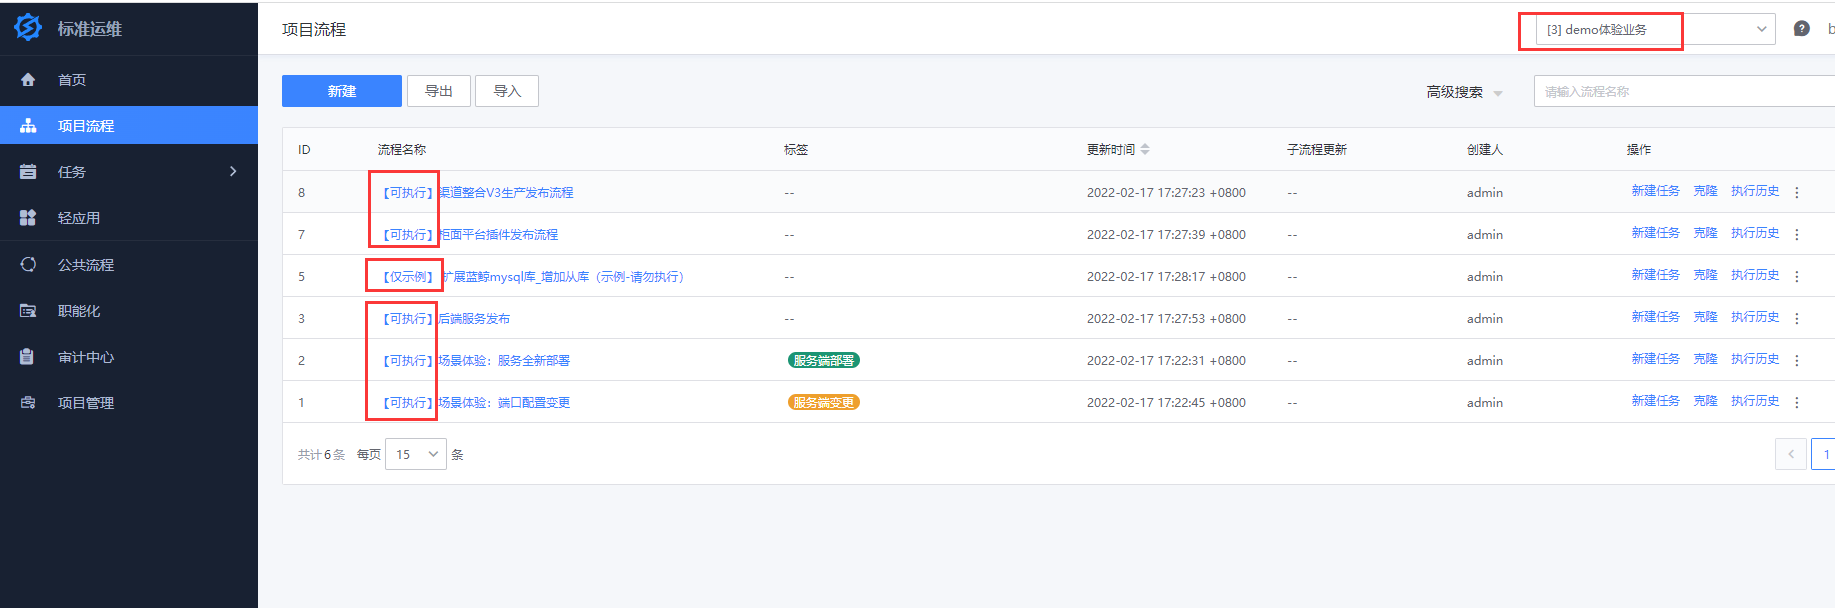 标准运维
项目流程
[3] demo体验业务
?
首页
项目流程
任务
轻应用
公共流程
职能化
审计中心
项目管理
新建
导出
导入
高级搜索
请输入流程名称
ID 流程名称 标签 更新时间 子流程更新 创建人 操作
8 【可执行】渠道整合V3生产发布流程 -- 2022-02-17 17:27:23 +0800 -- admin 新建任务 克隆 执行历史
7 【可执行】柜面平台插件发布流程 -- 2022-02-17 17:27:39 +0800 -- admin 新建任务 克隆 执行历史
5 【仅示例】扩展蓝鲸mysql库_增加从库（示例-请勿执行） -- 2022-02-17 17:28:17 +0800 -- admin 新建任务 克隆 执行历史
3 【可执行】后端服务发布 -- 2022-02-17 17:27:53 +0800 -- admin 新建任务 克隆 执行历史
2 【可执行】场景体验：服务全新部署 服务端部署 2022-02-17 17:22:31 +0800 -- admin 新建任务 克隆 执行历史
1 【可执行】场景体验：端口配置变更 服务端变更 2022-02-17 17:22:45 +0800 -- admin 新建任务 克隆 执行历史
共计6条 每页 15 条
1